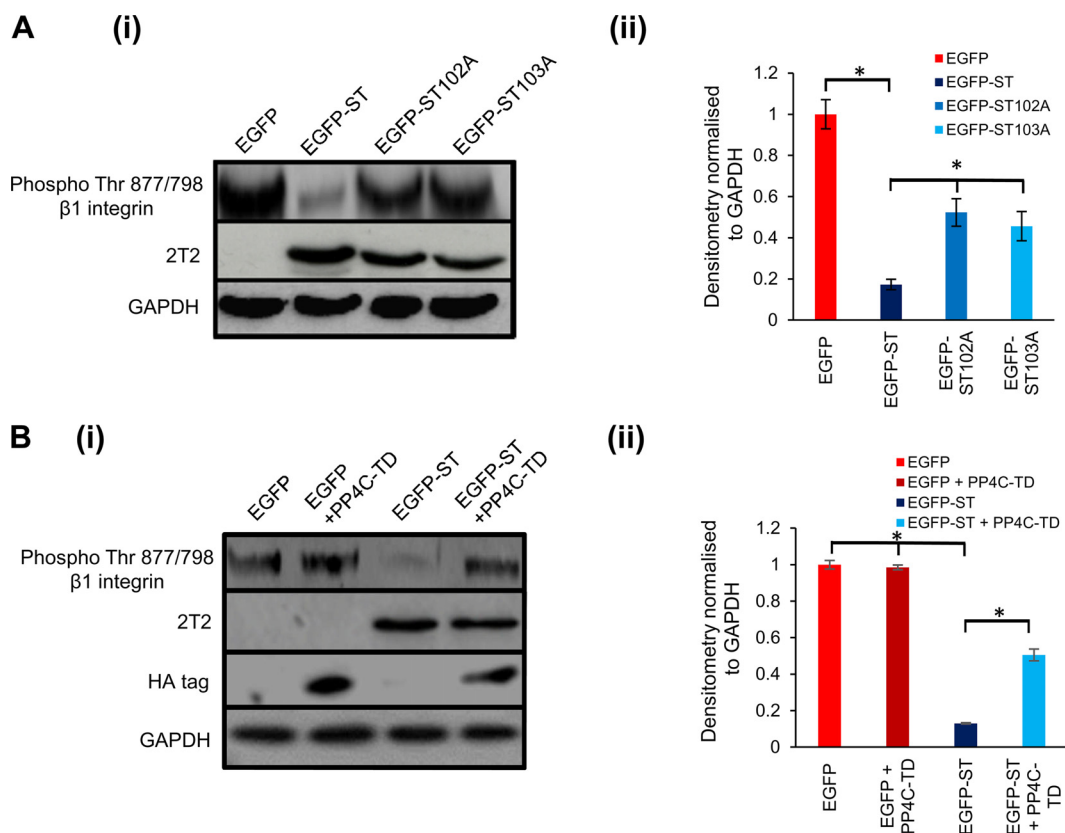 A (i)
EGFP
EGFP-ST
EGFP-ST102A
EGFP-ST103A
Phospho Thr 877/798
β1 integrin
2T2
GAPDH
(ii)
EGFP
EGFP-ST
EGFP-ST102A
EGFP-ST103A
Densitometry normalised
to GAPDH
1.2
1
0.8
0.6
0.4
0.2
0
*
*
EGFP
EGFP-ST
EGFP-
ST102A
EGFP-
ST103A
B (i)
EGFP
EGFP
+PP4C-TD
EGFP-ST
EGFP-ST
+PP4C-TD
Phospho Thr 877/798
β1 integrin
2T2
HA tag
GAPDH
(ii)
EGFP
EGFP + PP4C-TD
EGFP-ST
EGFP-ST + PP4C-TD
Densitometry normalised
to GAPDH
1.2
1
0.8
0.6
0.4
0.2
0
*
*
EGFP
EGFP +
PP4C-TD
EGFP-ST
EGFP-ST
+ PP4C-
TD